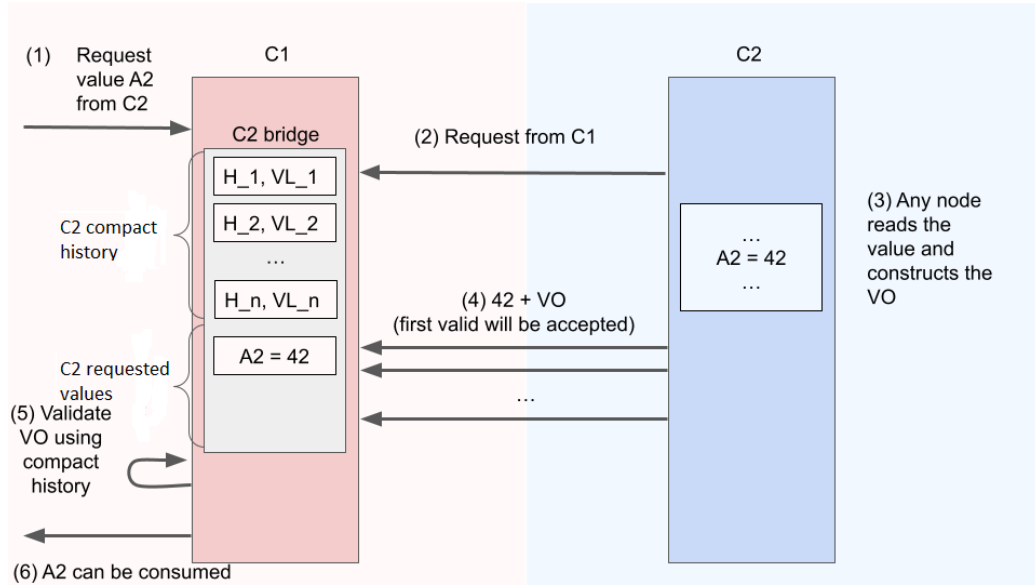 (1) Request
value A2
from C2
C1
C2
C2 bridge
(2) Request from C1
H_1, VL_1
H_2, VL_2
...
H_n, VL_n
C2 compact
history
...
A2 = 42
...
(3) Any node
reads the
value and
constructs the
VO
(4) 42 + VO
(first valid will be accepted)
A2 = 42
C2 requested
values
...
(5) Validate
VO using
compact
history
(6) A2 can be consumed